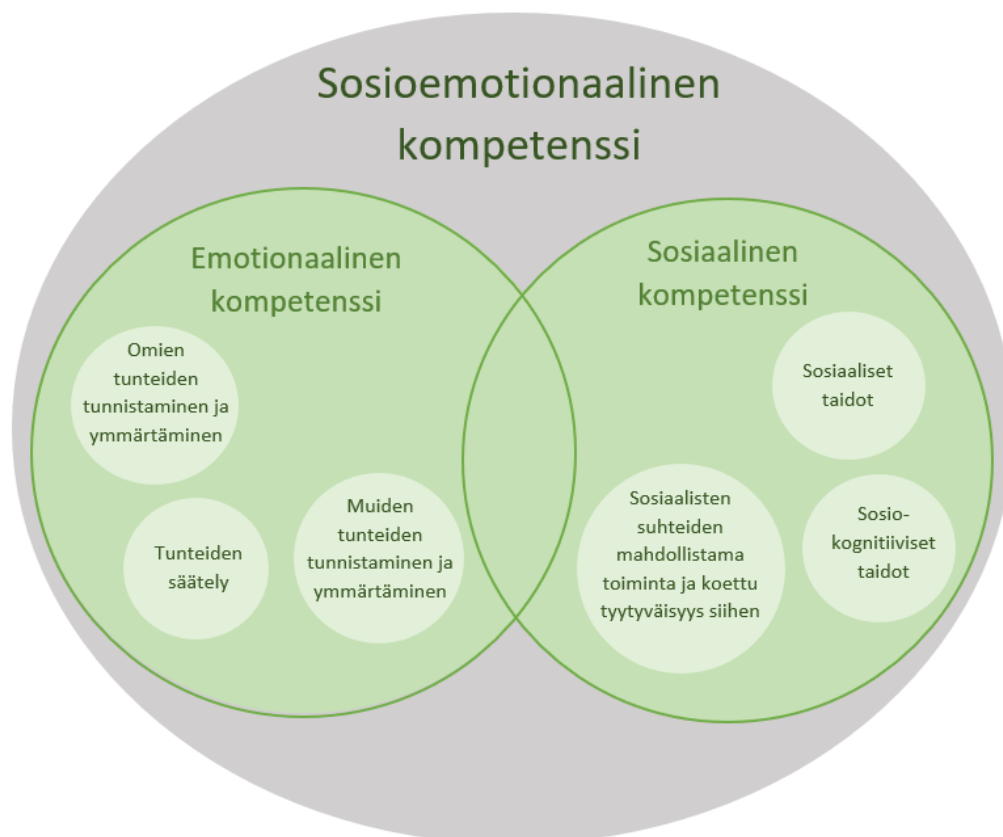 Sosioemotionaalinen
kompetenssi
Emotionaalinen
kompetenssi
Omien
tunteiden
tunnistaminen ja
ymmärtäminen
Tunteiden
säätely
Muiden
tunteiden
tunnistaminen ja
ymmärtäminen
Sosiaalinen
kompetenssi
Sosiaaliset
taidot
Sosiaalisten
suhteiden
mahdollistama
toiminta ja koettu
tyytyväisyys siihen
Sosio-
kognitiiviset
taidot